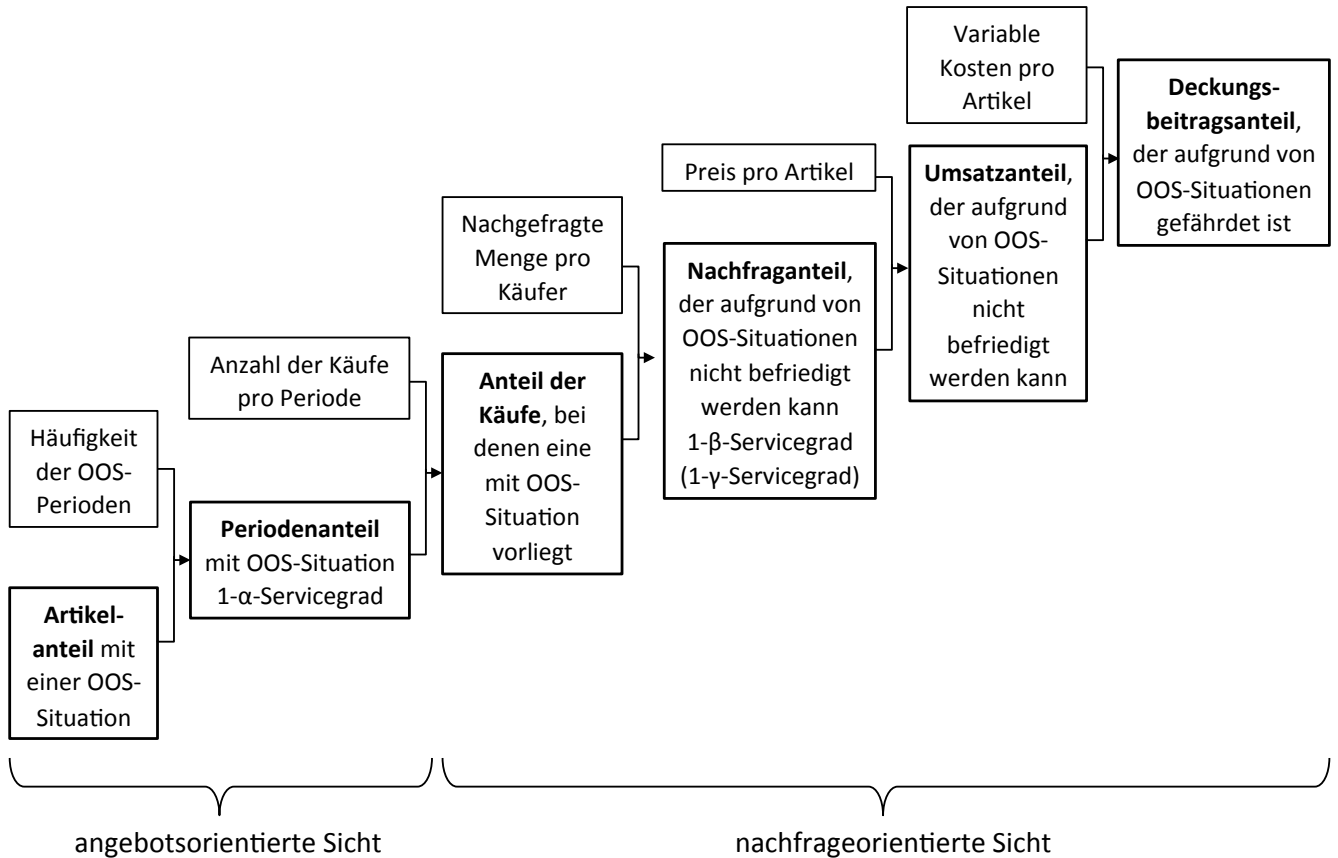 Variable
Kosten pro
Artikel
Deckungs-
beitragsanteil,
der aufgrund von
OOS-Situationen
gefährdet ist
Preis pro Artikel
Umsatzanteil,
der aufgrund
von OOS-
Situationen
nicht
befriedigt
werden kann
Nachgefragte
Menge pro
Käufer
Nachfraganteil,
der aufgrund von
OOS-Situationen
nicht befriedigt
werden kann
1-β-Servicegrad
(1-γ-Servicegrad)
Anzahl der Käufe
pro Periode
Anteil der
Käufe, bei
denen eine
mit OOS-
Situation
vorliegt
Häufigkeit
der OOS-
Perioden
Periodenanteil
mit OOS-Situation
1-α-Servicegrad
Artikel-
anteil mit
einer OOS-
Situation
angebotsorientierte Sicht
nachfrageorientierte Sicht